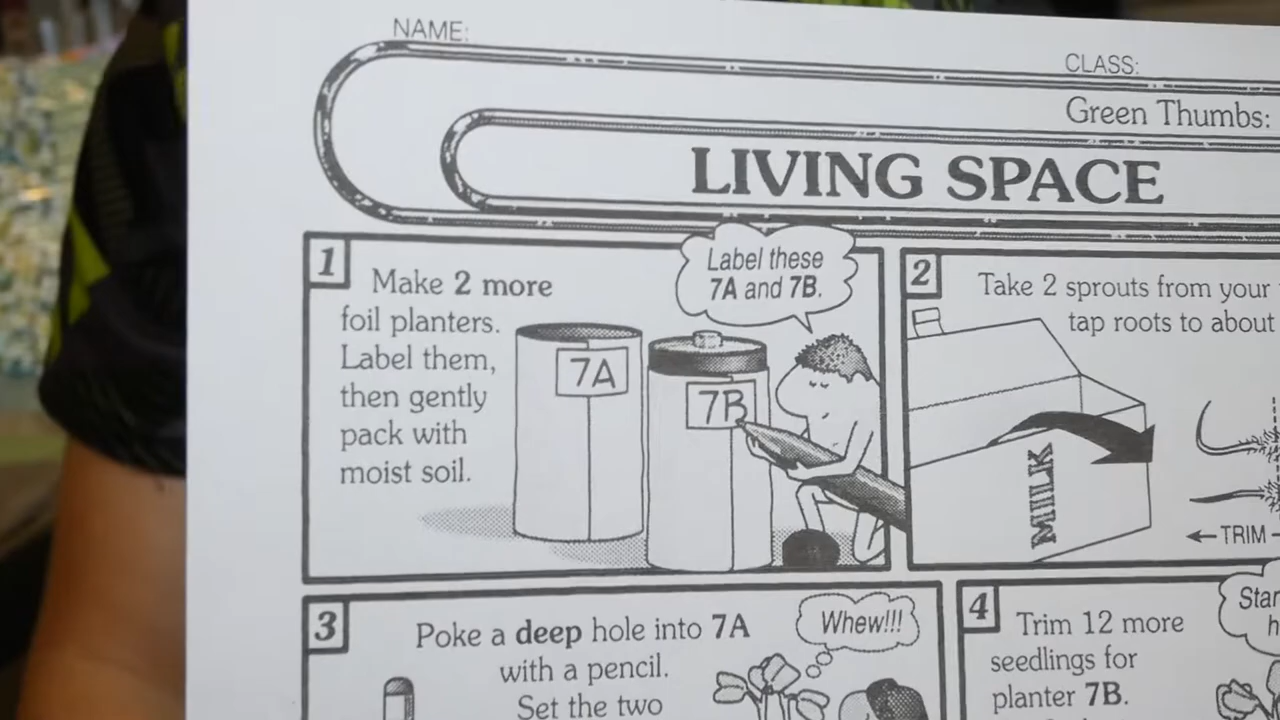 NAME:
CLASS:
Green Thumbs:
LIVING SPACE
1
Make 2 more
foil planters.
Label them,
then gently
pack with
moist soil.
Label these
7A and 7B.
7A
7B
2
Take 2 sprouts from your
tap roots to about
MILK
← TRIM
3
Poke a deep hole into 7A
with a pencil.
Set the two
Whew!!!
4
Trim 12 more
seedlings for
planter 7B.